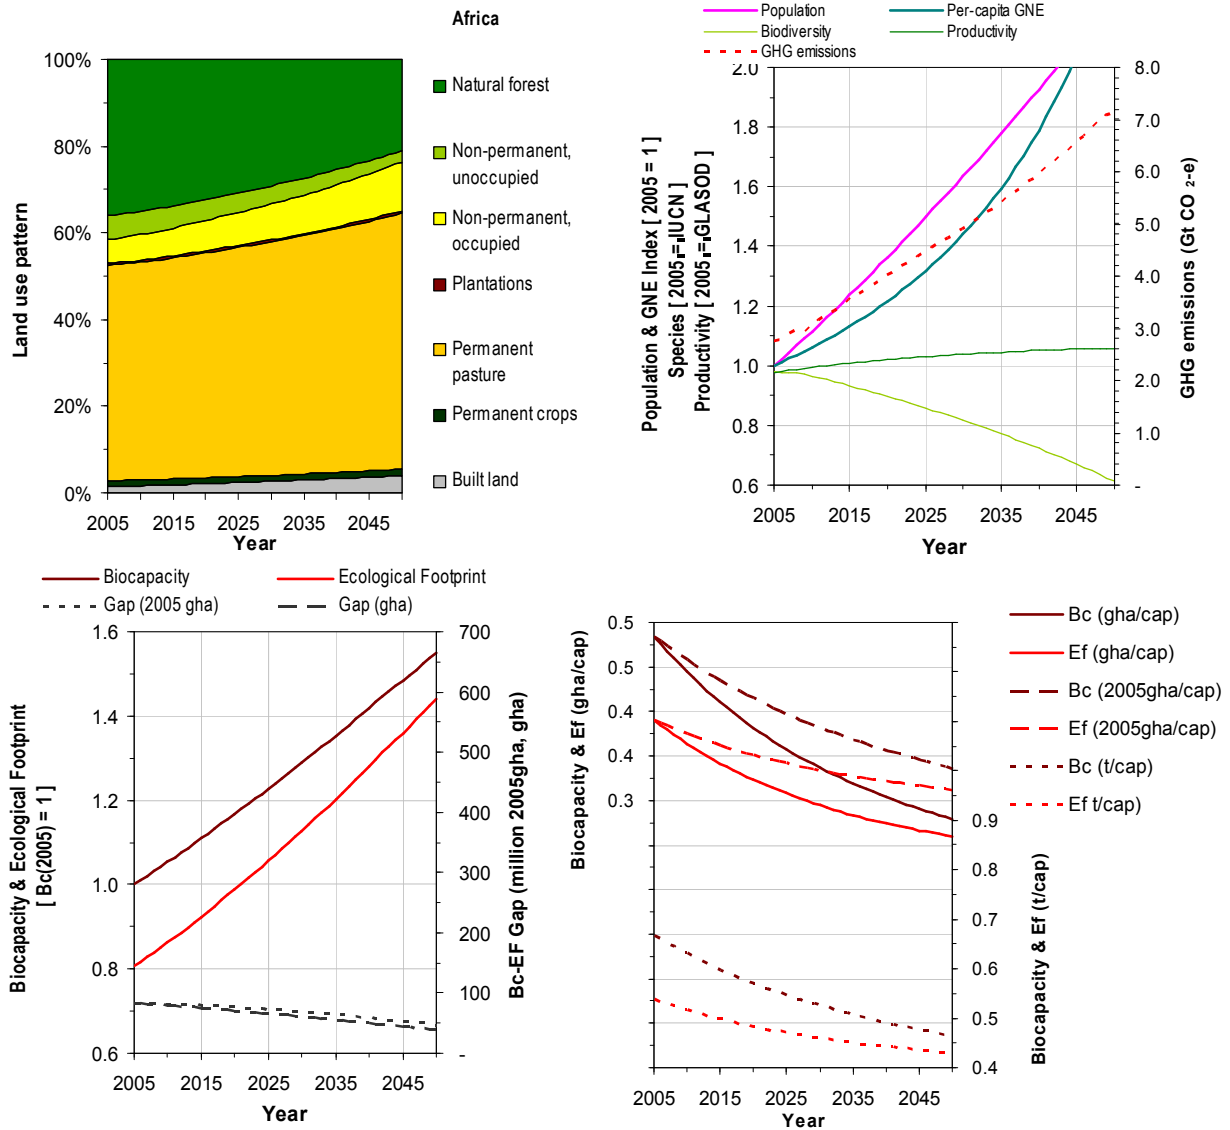 Africa
100%
80%
60%
40%
20%
0%
Land use pattern
2005 2015 2025 2035 2045
Year
Natural forest
Non-permanent,
unoccupied
Non-permanent,
occupied
Plantations
Permanent
pasture
Permanent crops
Built land
Population
Per-capita GNE
Biodiversity
Productivity
GHG emissions
2.0
1.8
1.6
1.4
1.2
1.0
0.8
0.6
Population & GNE Index [ 2005 = 1 ]
Species [ 2005 = IUCN ]
Productivity [ 2005 = GLASOD ]
8.0
7.0
6.0
5.0
4.0
3.0
2.0
1.0
-
GHG emissions (Gt CO 2-e)
2005 2015 2025 2035 2045
Year
Biocapacity
Ecological Footprint
Gap (2005 gha)
Gap (gha)
1.6
1.4
1.2
1.0
0.8
0.6
Biocapacity & Ecological Footprint
[ Bc(2005) = 1 ]
700
600
500
400
300
200
100
-
Bc-EF Gap (million 2005gha, gha)
2005 2015 2025 2035 2045
Year
0.5
0.5
0.4
0.4
0.3
Biocapacity & Ef (gha/cap)
Bc (gha/cap)
Ef (gha/cap)
Bc (2005gha/cap)
Ef (2005gha/cap)
Bc (t/cap)
Ef t/cap)
0.9
0.8
0.7
0.6
0.5
0.4
Biocapacity & Ef (t/cap)
2005 2015 2025 2035 2045
Year